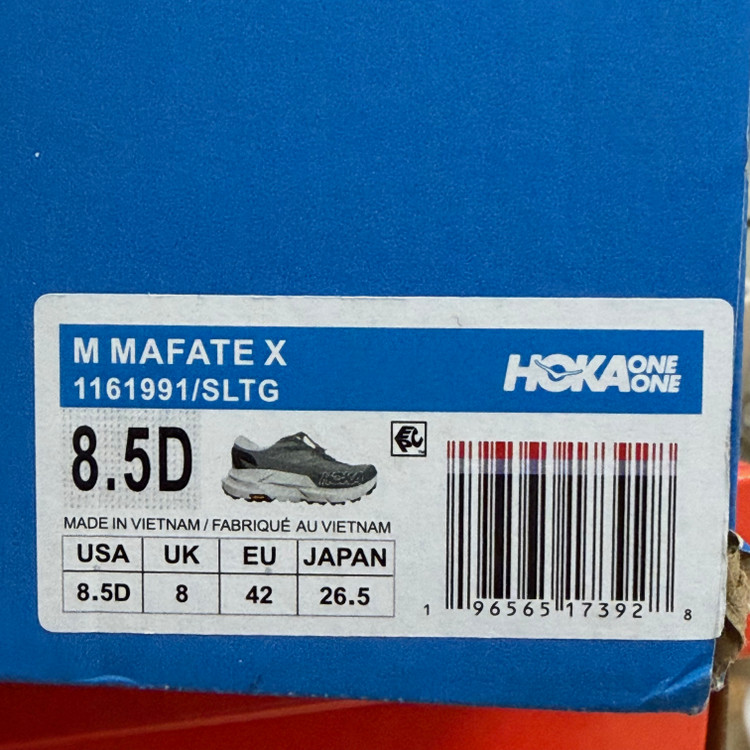 M MAFATE X
1161991/SLTG
HOKA ONE ONE
8.5D
HOKA
MADE IN VIETNAM / FABRIQUÉ AU VIETNAM
USA UK EU JAPAN
8.5D 8 42 26.5
1 96565 17392 8